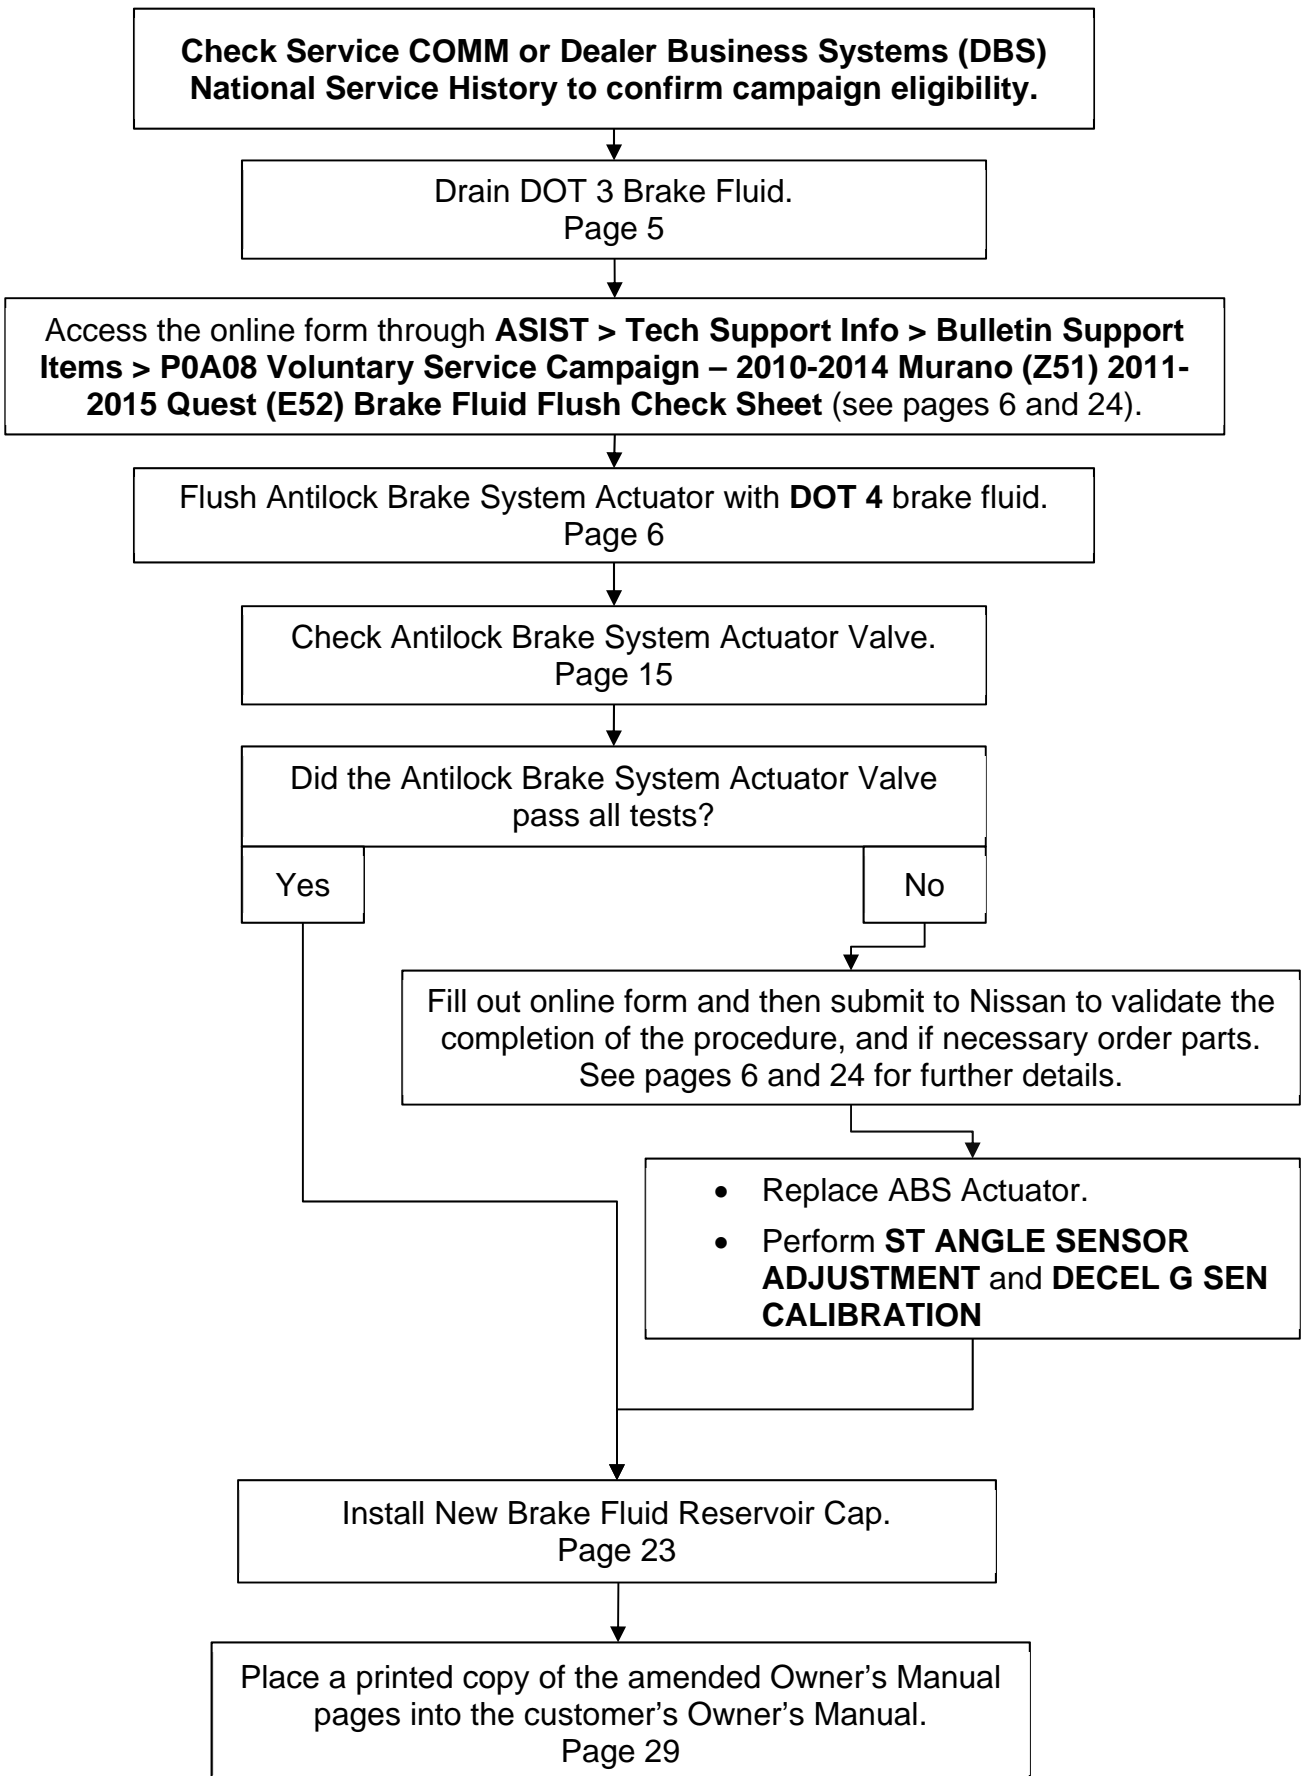 Check Service COMM or Dealer Business Systems (DBS)
National Service History to confirm campaign eligibility.
Drain DOT 3 Brake Fluid.
Page 5
Access the online form through ASIST > Tech Support Info > Bulletin Support
Items > P0A08 Voluntary Service Campaign – 2010-2014 Murano (Z51) 2011-
2015 Quest (E52) Brake Fluid Flush Check Sheet (see pages 6 and 24).
Flush Antilock Brake System Actuator with DOT 4 brake fluid.
Page 6
Check Antilock Brake System Actuator Valve.
Page 15
Did the Antilock Brake System Actuator Valve
pass all tests?
Yes
No
Fill out online form and then submit to Nissan to validate the
completion of the procedure, and if necessary order parts.
See pages 6 and 24 for further details.
• Replace ABS Actuator.
• Perform ST ANGLE SENSOR
ADJUSTMENT and DECEL G SEN
CALIBRATION
Install New Brake Fluid Reservoir Cap.
Page 23
Place a printed copy of the amended Owner’s Manual
pages into the customer’s Owner’s Manual.
Page 29